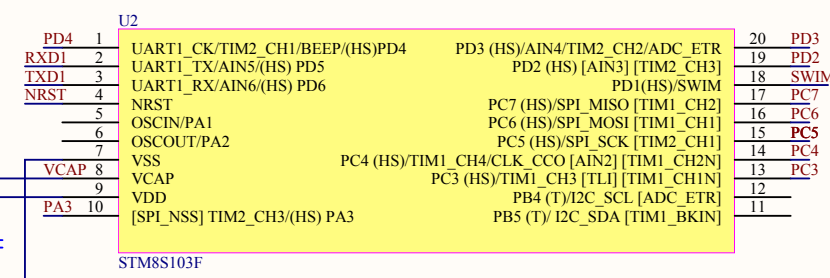 U2
PD4 1 UART1_CK/TIM2_CH1/BEEP/(HS)PD4 PD3 (HS)/AIN4/TIM2_CH2/ADC_ETR 20 PD3
RXD1 2 UART1_TX/AIN5/(HS) PD5 PD2 (HS) [AIN3] [TIM2_CH3] 19 PD2
TXD1 3 UART1_RX/AIN6/(HS) PD6 PD1(HS)/SWIM 18 SWIM
NRST 4 NRST PC7 (HS)/SPI_MISO [TIM1_CH2] 17 PC7
5 OSCIN/PA1 PC6 (HS)/SPI_MOSI [TIM1_CH1] 16 PC6
6 OSCOUT/PA2 PC5 (HS)/SPI_SCK [TIM2_CH1] 15 PC5
7 VSS PC4 (HS)/TIM1_CH4/CLK_CCO [AIN2] [TIM1_CH2N] 14 PC4
VCAP 8 VCAP PC3 (HS)/TIM1_CH3 [TLI] [TIM1_CH1N] 13 PC3
9 VDD PB4 (T)/I2C_SCL [ADC_ETR] 12
PA3 10 [SPI_NSS] TIM2_CH3/(HS) PA3 PB5 (T)/ I2C_SDA [TIM1_BKIN] 11
STM8S103F